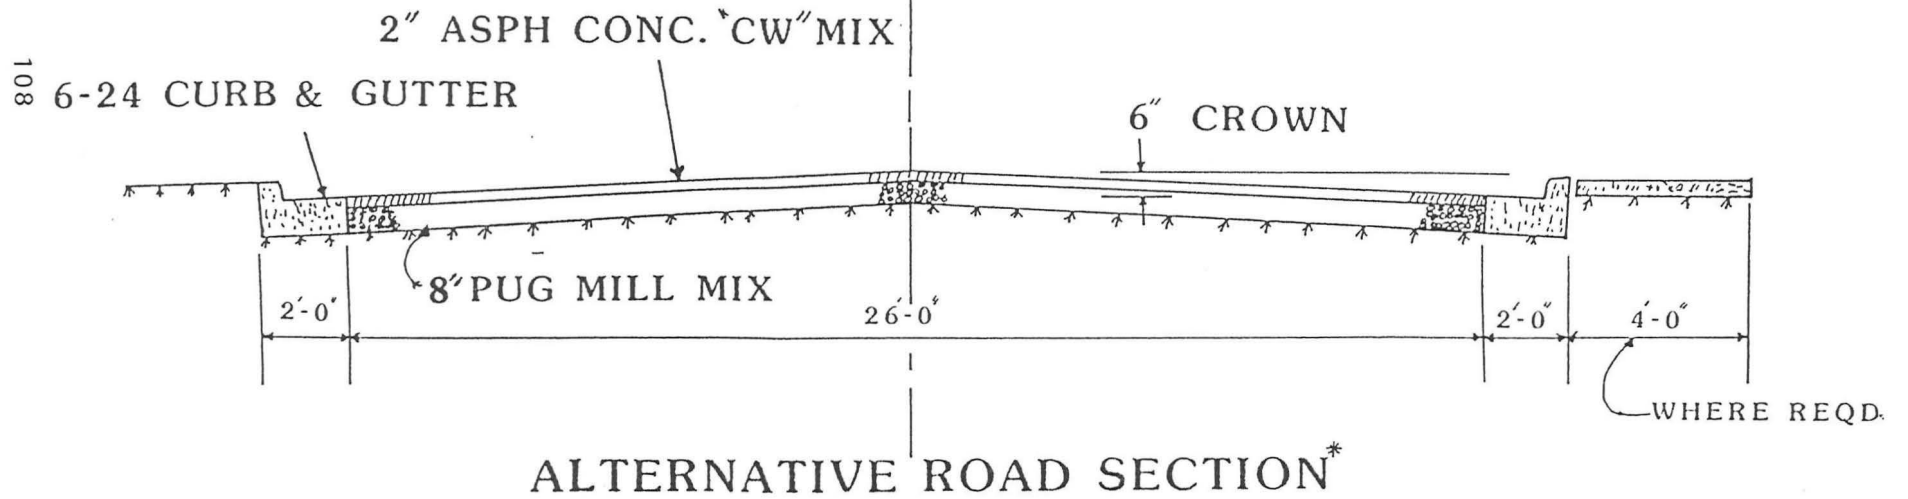 108
2" ASPH CONC. "CW" MIX
6-24 CURB & GUTTER
6" CROWN
8" PUG MILL MIX
2'-0"
26'-0"
2'-0"
4'-0"
WHERE REQD.
ALTERNATIVE ROAD SECTION*